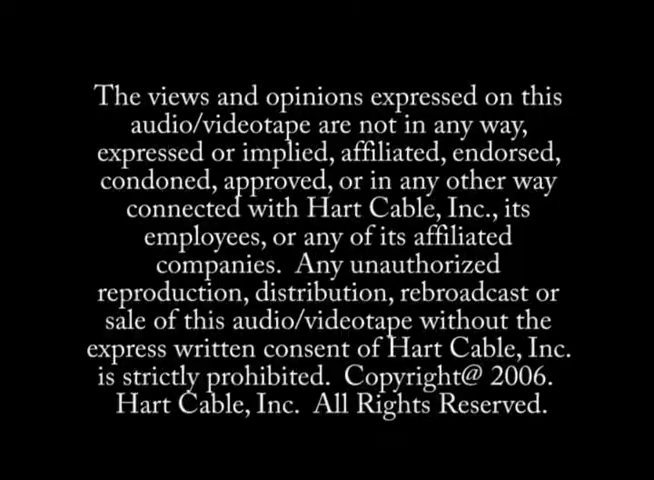 The views and opinions expressed on this
audio/videotape are not in any way,
expressed or implied, affiliated, endorsed,
condoned, approved, or in any other way
connected with Hart Cable, Inc., its
employees, or any of its affiliated
companies.  Any unauthorized
reproduction, distribution, rebroadcast or
sale of this audio/videotape without the
express written consent of Hart Cable, Inc.
is strictly prohibited.  Copyright@ 2006.
Hart Cable, Inc.  All Rights Reserved.